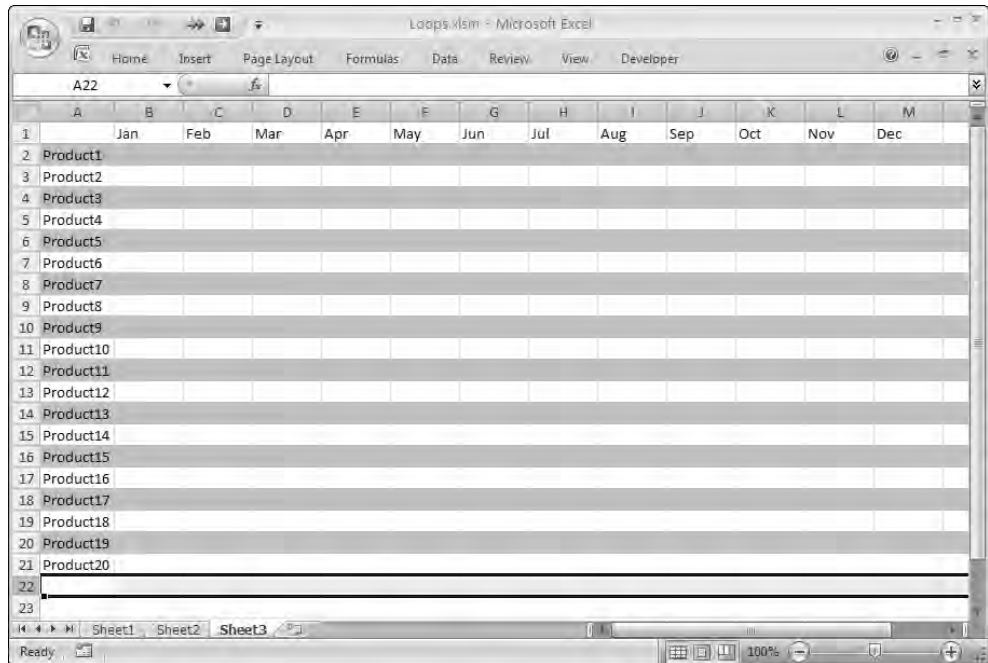 Loops.xlsm - Microsoft Excel
Home Insert Page Layout Formulas Data Review View Developer
A22 fx
A B C D E F G H I J K L M
1 Jan Feb Mar Apr May Jun Jul Aug Sep Oct Nov Dec
2 Product1
3 Product2
4 Product3
5 Product4
6 Product5
7 Product6
8 Product7
9 Product8
10 Product9
11 Product10
12 Product11
13 Product12
14 Product13
15 Product14
16 Product15
17 Product16
18 Product17
19 Product18
20 Product19
21 Product20
22
23
Sheet1 Sheet2 Sheet3
Ready 100%